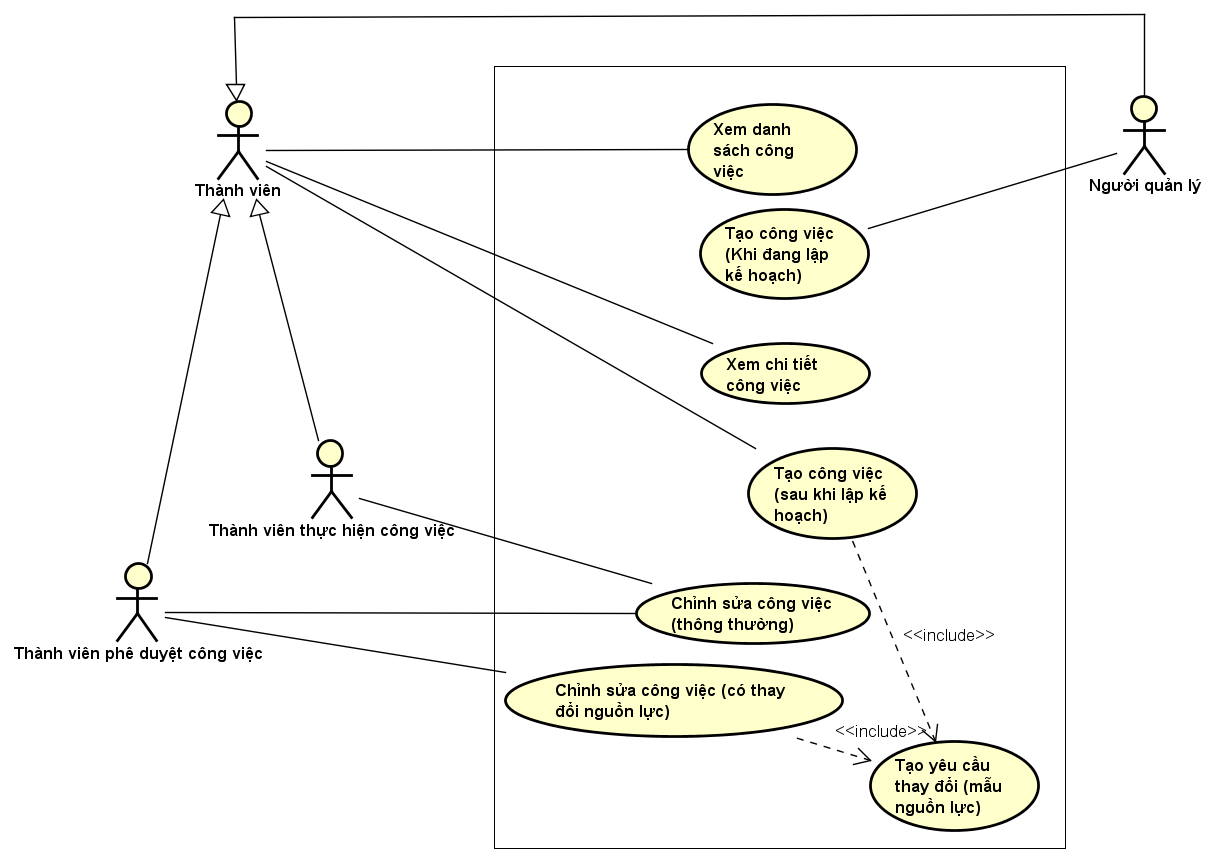 Xem danh
sách công
việc
Thành viên
Người quản lý
Tạo công việc
(Khi đang lập
kế hoạch)
Xem chi tiết
công việc
Tạo công việc
(sau khi lập kế
hoạch)
Thành viên thực hiện công việc
Chỉnh sửa công việc
(thông thường)
<<include>>
Thành viên phê duyệt công việc
Chỉnh sửa công việc (có thay
đổi nguồn lực)
<<include>>
Tạo yêu cầu
thay đổi (mẫu
nguồn lực)